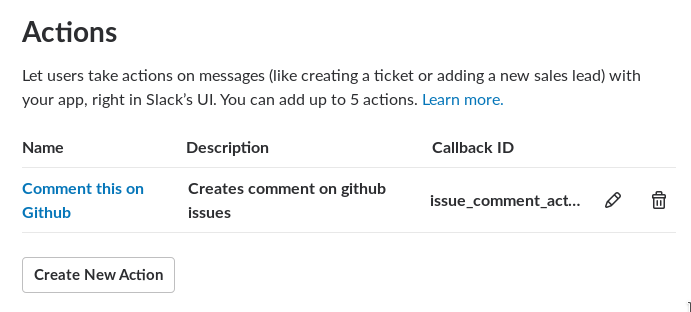 Actions
Let users take actions on messages (like creating a ticket or adding a new sales lead) with
your app, right in Slack's UI. You can add up to 5 actions. Learn more.
Name Description Callback ID
Comment this on Creates comment on github
Github issues issue_comment_act...
Create New Action